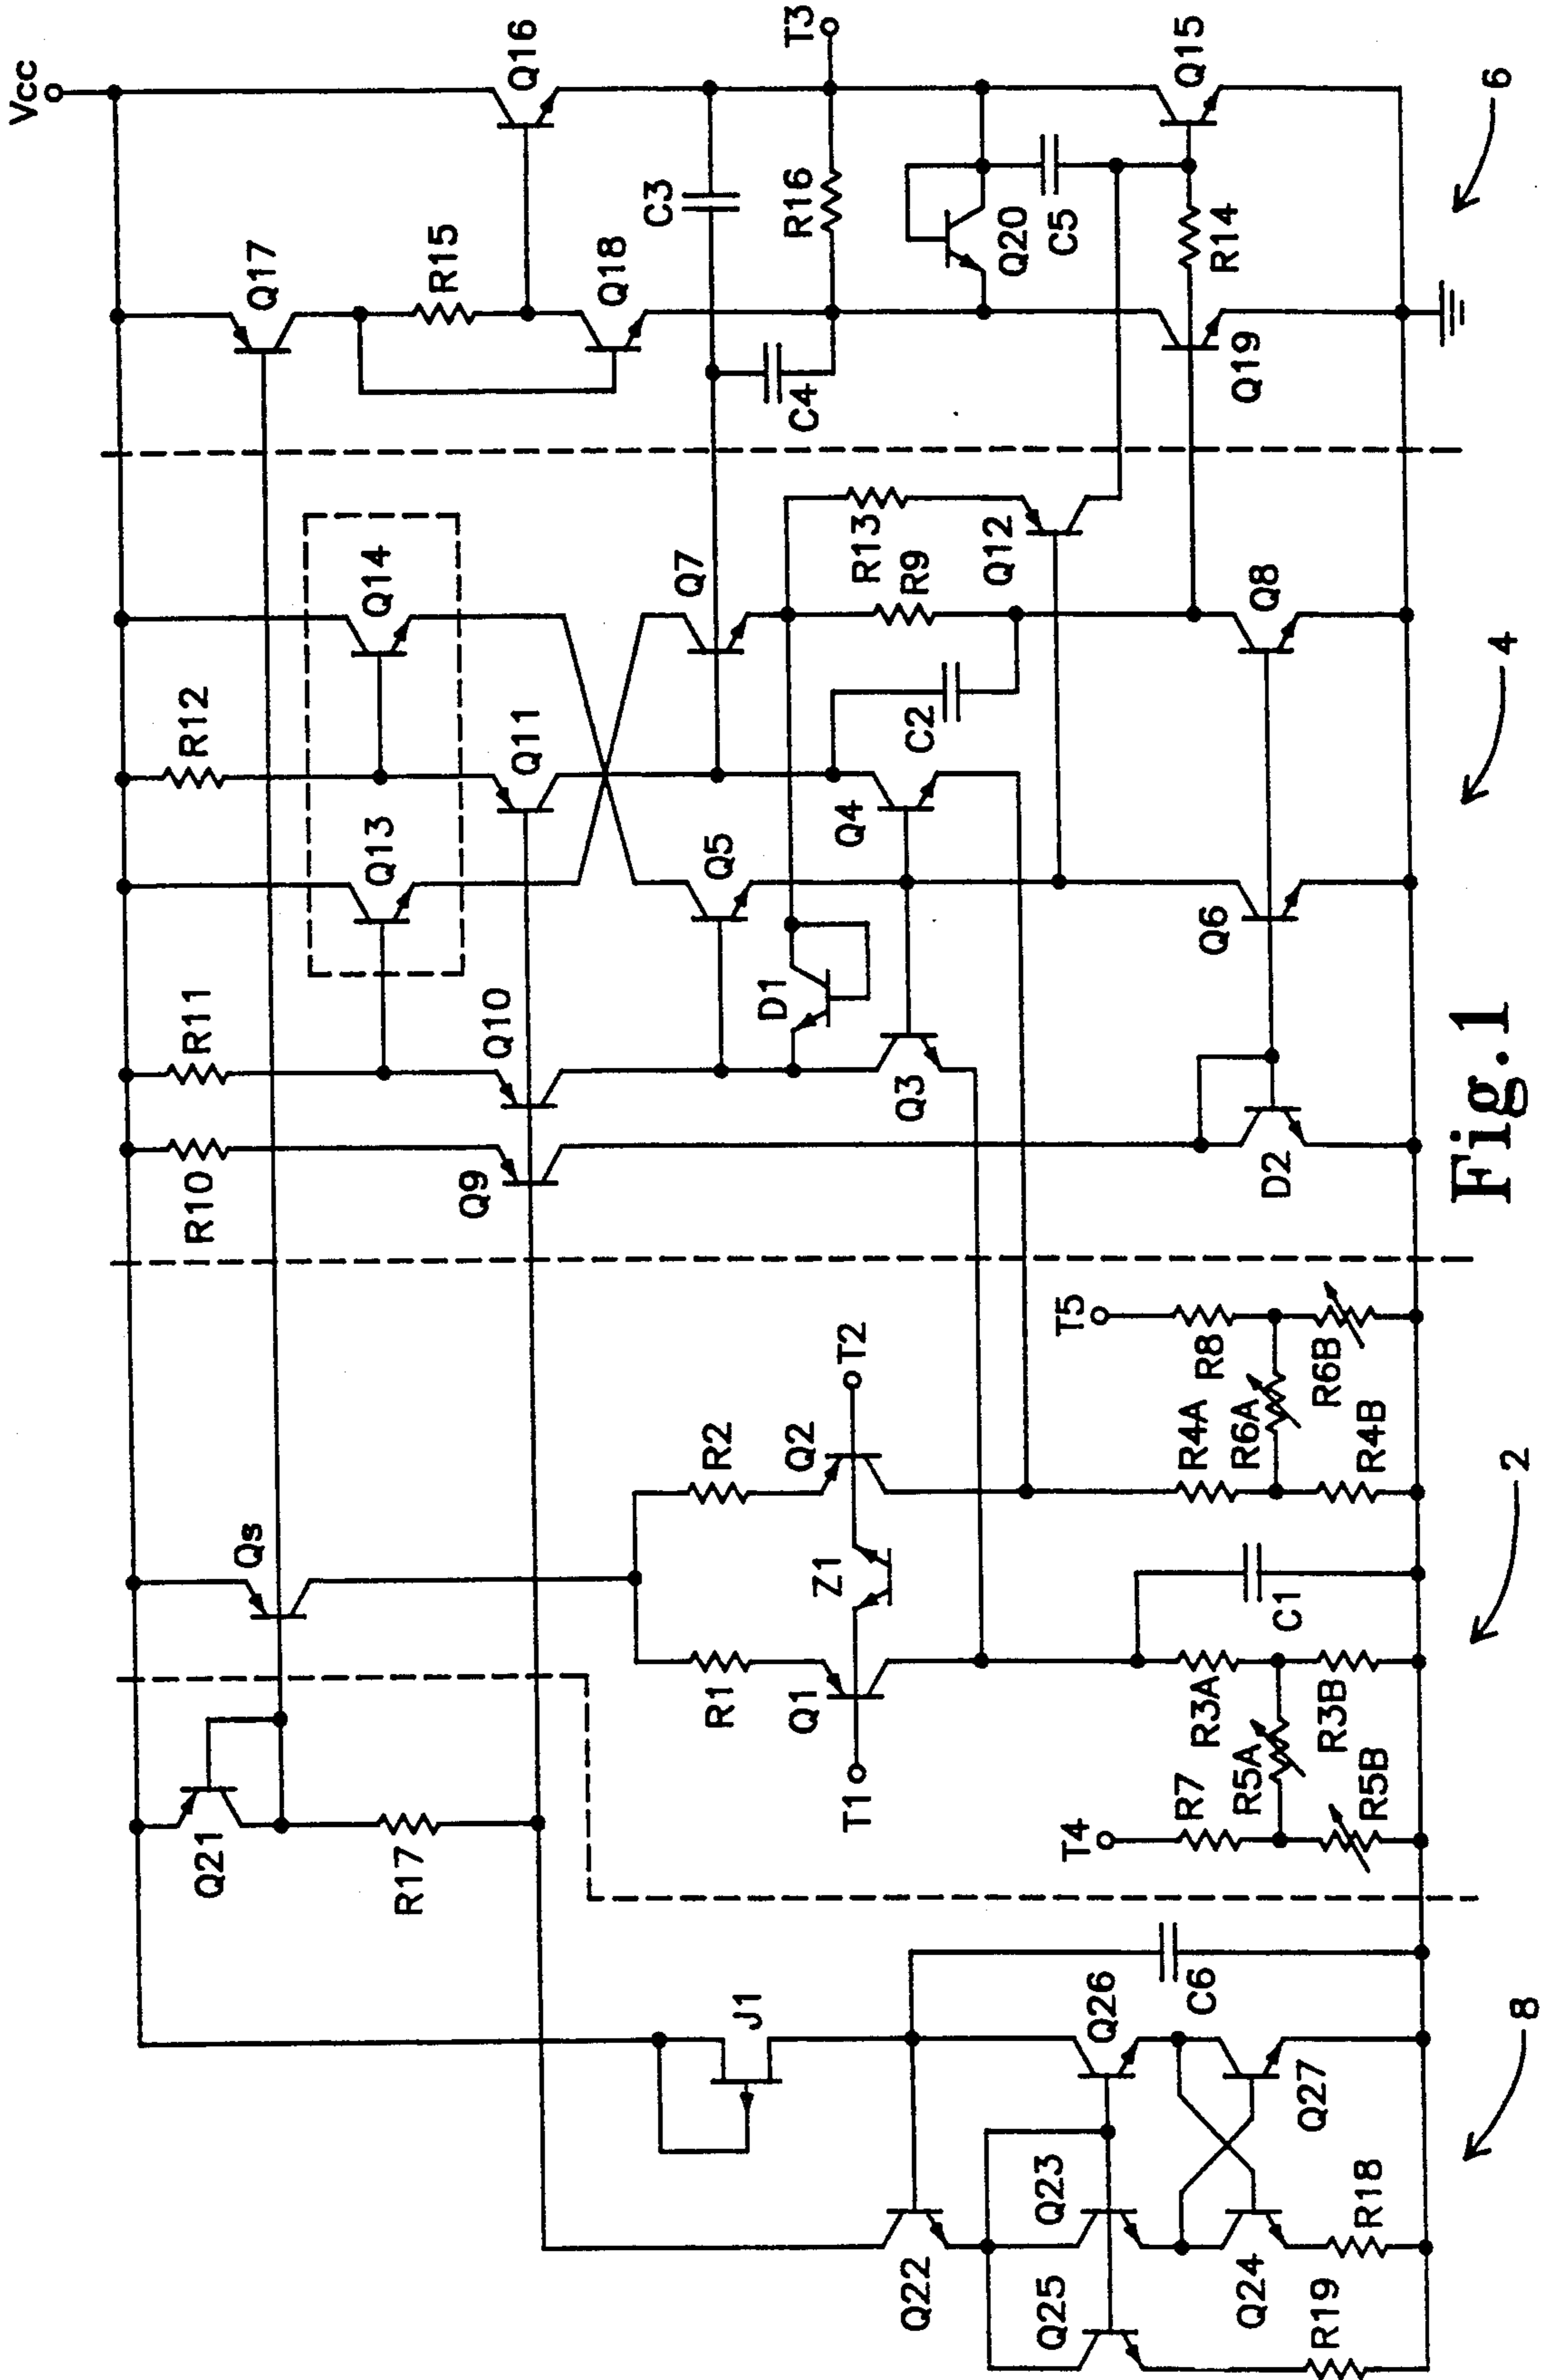 Vcc
Q21
R17
Qs
R10
R11
R12
Q17
Q16
R15
Q18
Q13
Q14
Q9
Q10
Q11
C3
T3
R16
C4
J1
R1
R2
Q1
Q2
T1
T2
Z1
Q5
Q7
D1
Q4
C2
R13
R9
Q3
Q12
Q20
C5
Q15
R14
Q19
Q22
Q25
Q23
Q26
C6
Q24
Q27
R18
R19
T4
R7
R5A
R5B
R3A
R3B
C1
R4A
R4B
R6A
R6B
R8
T5
D2
Q6
Q8
8
2
4
6
Fig.1